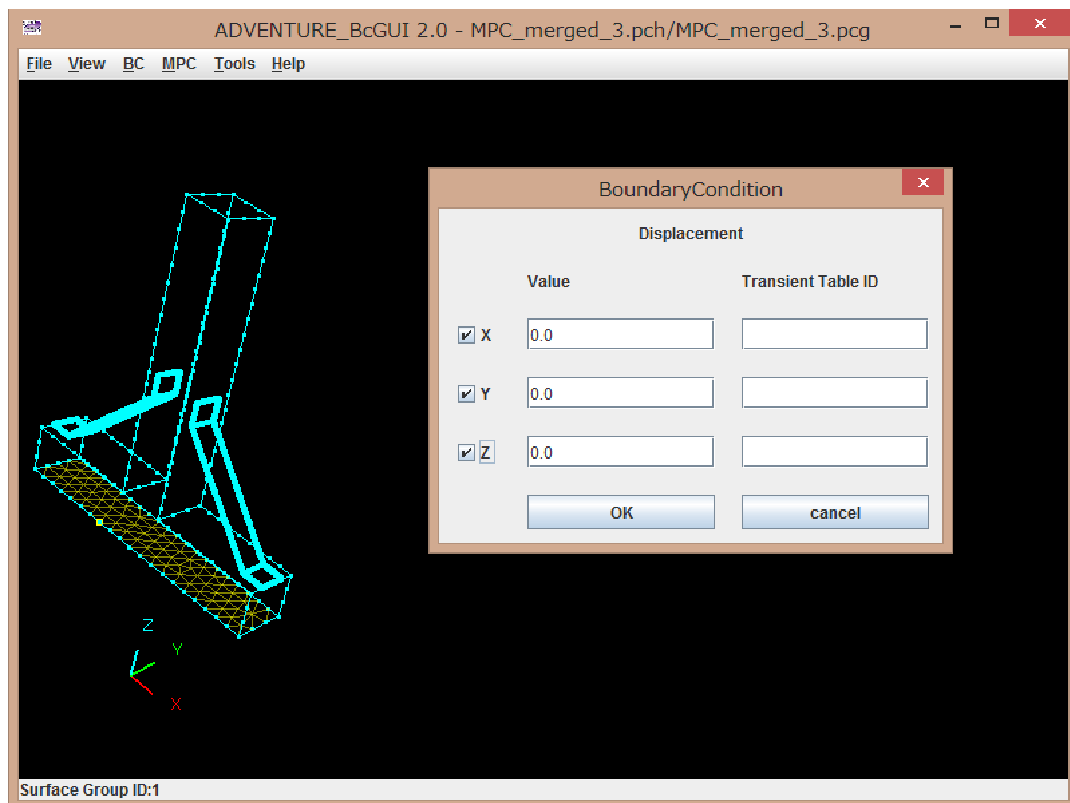 ADVENTURE_BcGUI 2.0 - MPC_merged_3.pch/MPC_merged_3.pcg
File View BC MPC Tools Help
BoundaryCondition
Displacement
Value Transient Table ID
X 0.0
Y 0.0
Z 0.0
OK cancel
Z
Y
X
Surface Group ID:1